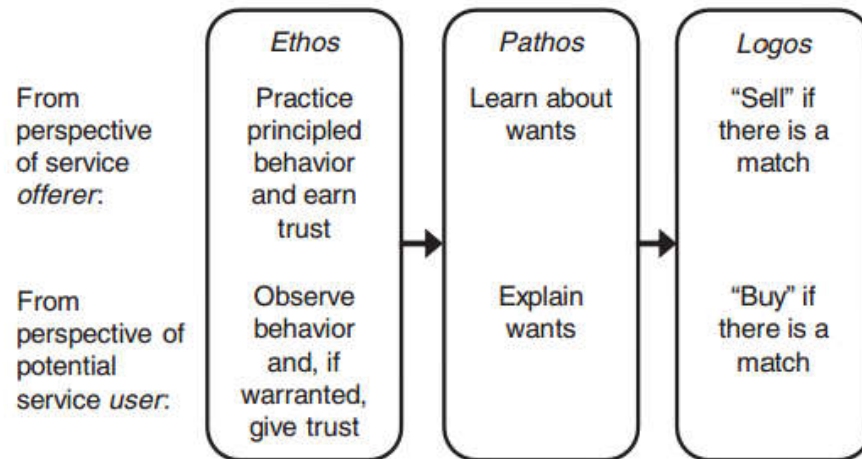 Ethos
Pathos
Logos
From
perspective
of service
offerer:
Practice
principled
behavior
and earn
trust
Learn about
wants
“Sell” if
there is a
match
From
perspective of
potential
service user:
Observe
behavior
and, if
warranted,
give trust
Explain
wants
“Buy” if
there is a
match